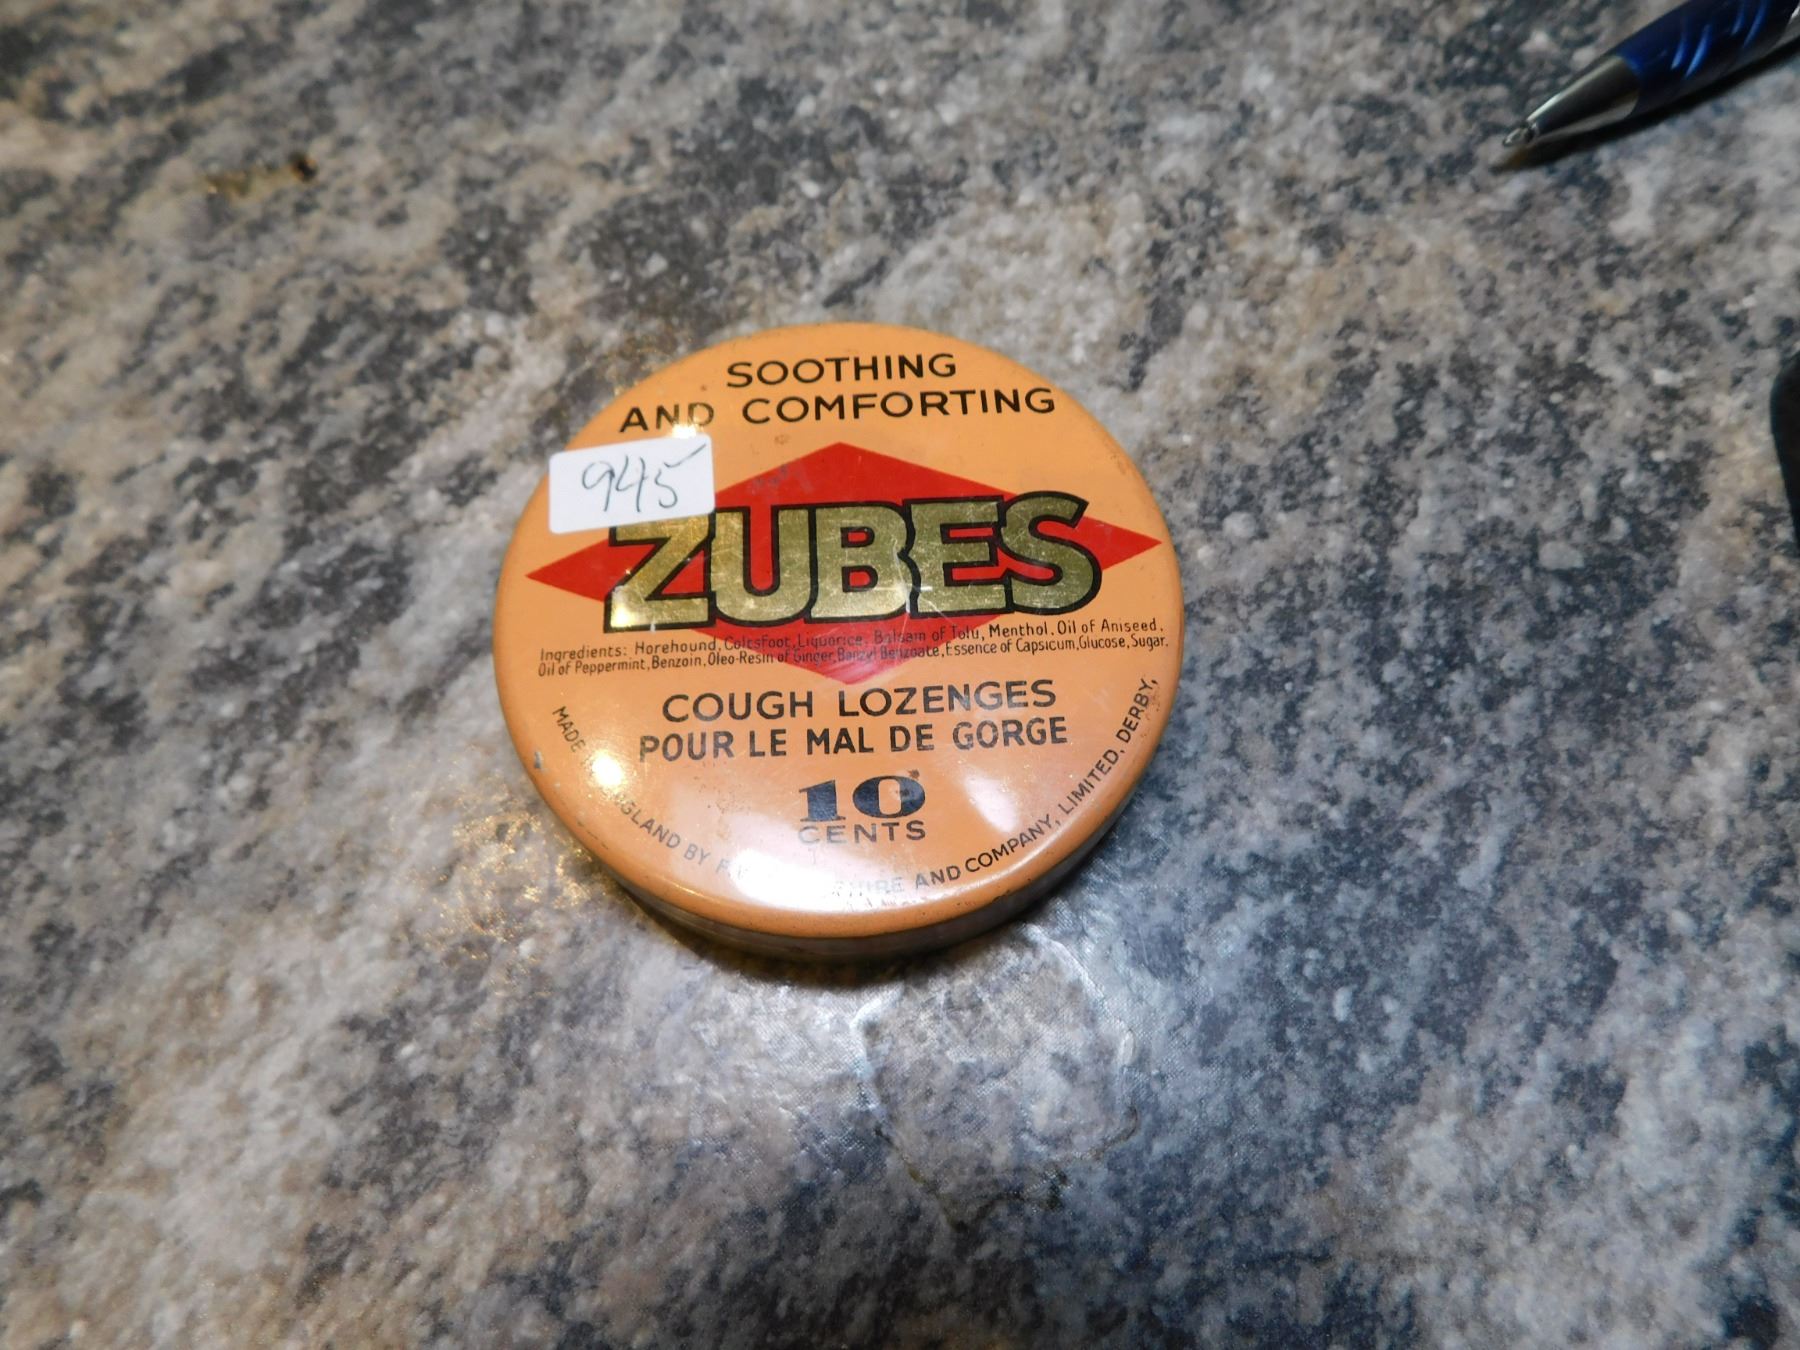 SOOTHING
AND COMFORTING
945
ZUBES
Ingredients: Horehound, Coltsfoot, Liquorice, Balsam of Tolu, Menthol, Oil of Aniseed,
Oil of Peppermint, Benzoin, Oleo-Resin of Ginger, Benzyl Benzoate, Essence of Capsicum, Glucose, Sugar.
COUGH LOZENGES
POUR LE MAL DE GORGE
10
CENTS
MADE ENGLAND BY AND COMPANY, LIMITED, DERBY,